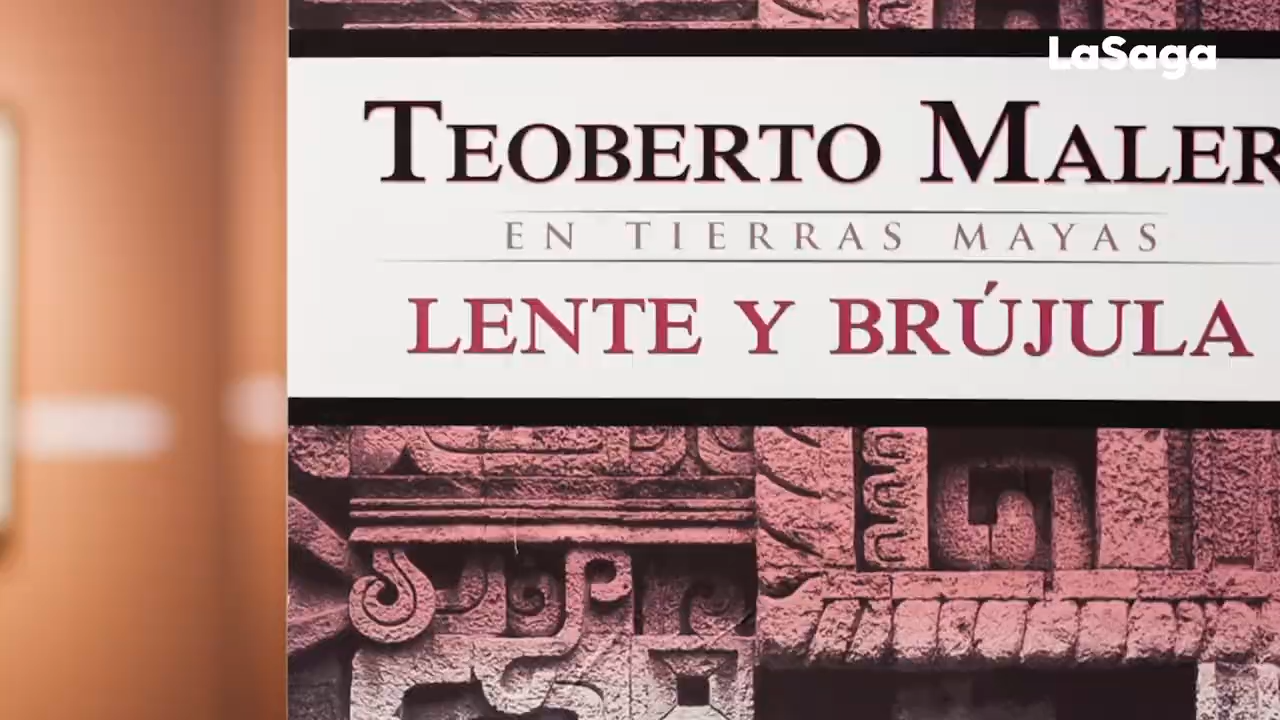 LaSaga
TEOBERTO MALER
EN TIERRAS MAYAS
LENTE Y BRÚJULA